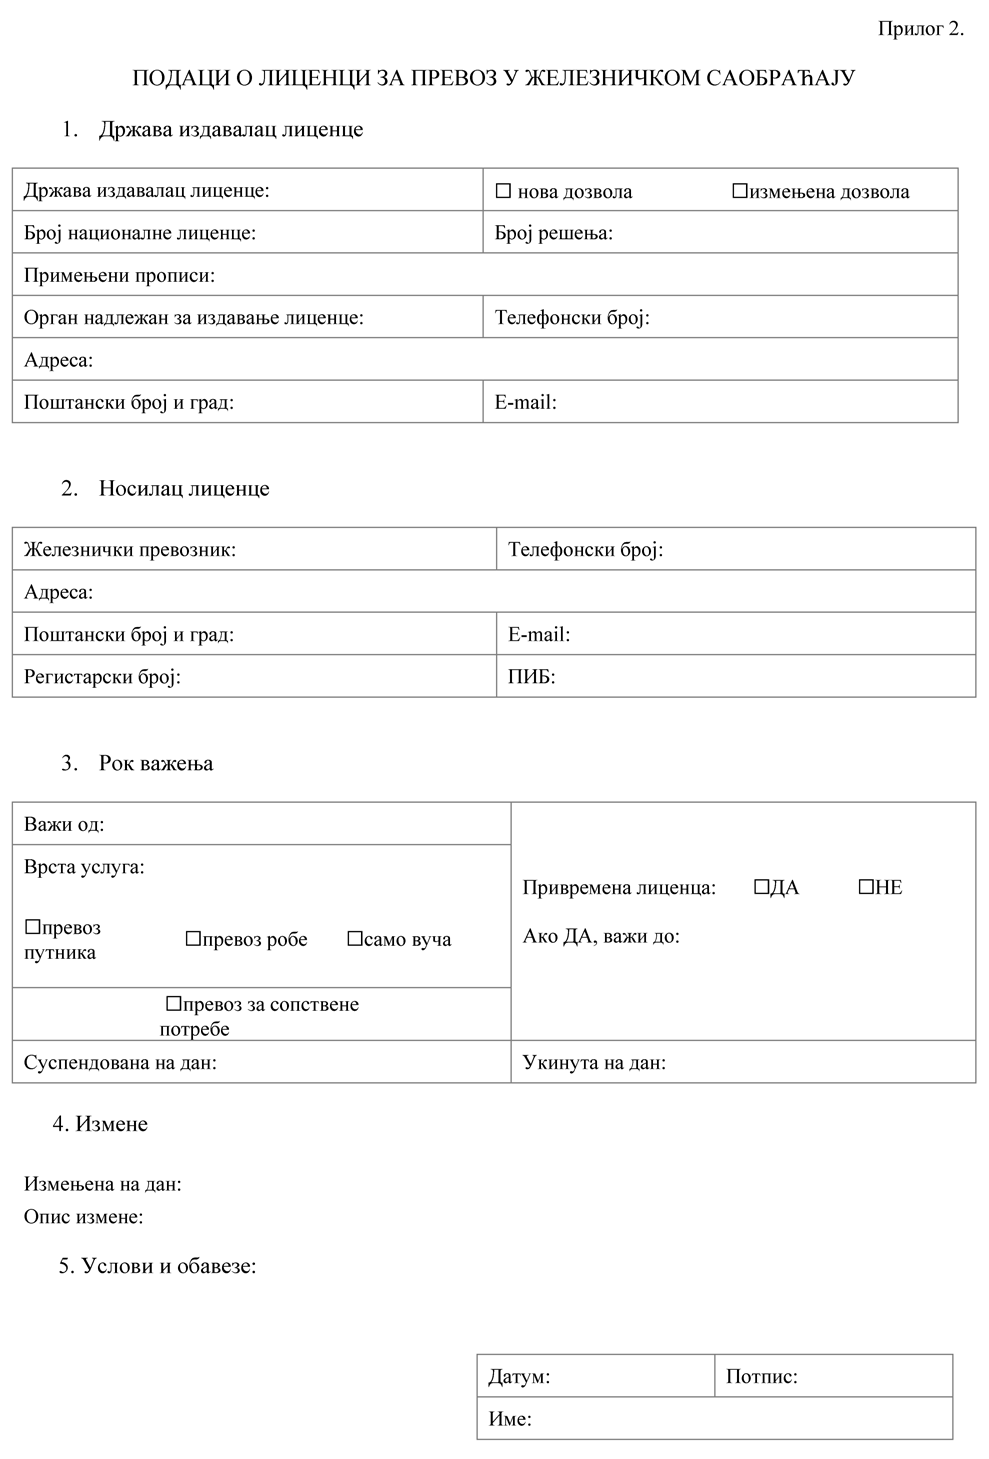 Прилог 2.
ПОДАЦИ О ЛИЦЕНЦИ ЗА ПРЕВОЗ У ЖЕЛЕЗНИЧКОМ САОБРАЋАЈУ
1. Држава издавалац лиценце
Држава издавалац лиценце: ☐ нова дозвола ☐измењена дозвола
Број националне лиценце: Број решења:
Примењени прописи:
Орган надлежан за издавање лиценце: Телефонски број:
Адреса:
Поштански број и град: E-mail:
2. Носилац лиценце
Железнички превозник: Телефонски број:
Адреса:
Поштански број и град: E-mail:
Регистарски број: ПИБ:
3. Рок важења
Важи од:
Врста услуга:
☐превоз
путника
☐превоз робе ☐само вуча
☐превоз за сопствене
потребе
Привремена лиценца: ☐ДА ☐НЕ
Ако ДА, важи до:
Суспендована на дан: Укинута на дан:
4. Измене
Измењена на дан:
Опис измене:
5. Услови и обавезе:
Датум: Потпис:
Име: